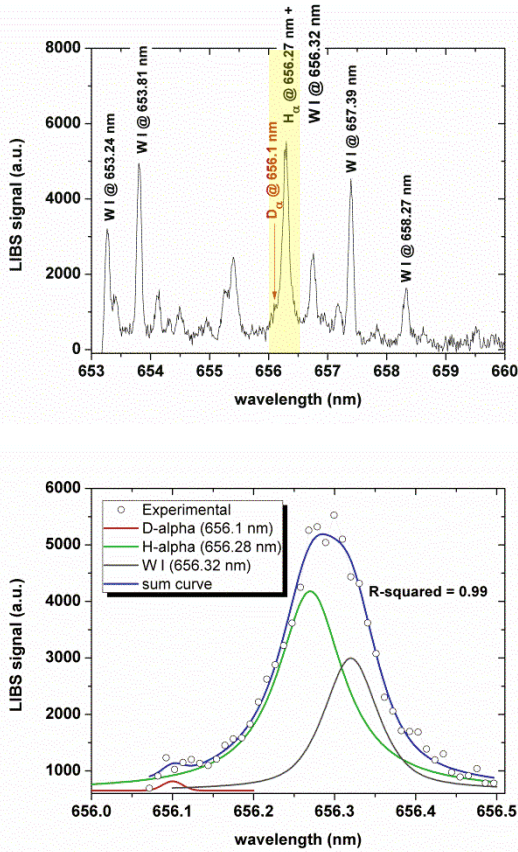 8000
6000
4000
2000
0
LIBS signal (a.u.)
W I @ 653.24 nm
W I @ 653.81 nm
Dα @ 656.1 nm
Hα @ 656.27 nm +
W I @ 656.32 nm
W I @ 657.39 nm
W I @ 658.27 nm
653 654 655 656 657 658 659 660
wavelength (nm)
6000
5000
4000
3000
2000
1000
LIBS signal (a.u.)
Experimental
D-alpha (656.1 nm)
H-alpha (656.28 nm)
W I (656.32 nm)
sum curve
R-squared = 0.99
656.0 656.1 656.2 656.3 656.4 656.5
wavelength (nm)